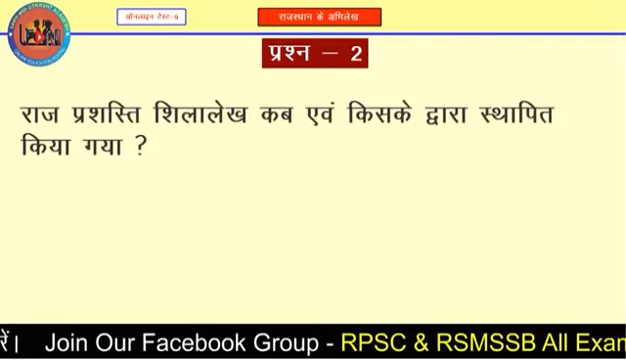 ऑनलाइन टैस्ट-9
राजस्थान के अभिलेख
प्रश्न – 2
राज प्रशस्ति शिलालेख कब एवं किसके द्वारा स्थापित
किया गया ?
रें। Join Our Facebook Group - RPSC & RSMSSB All Exam